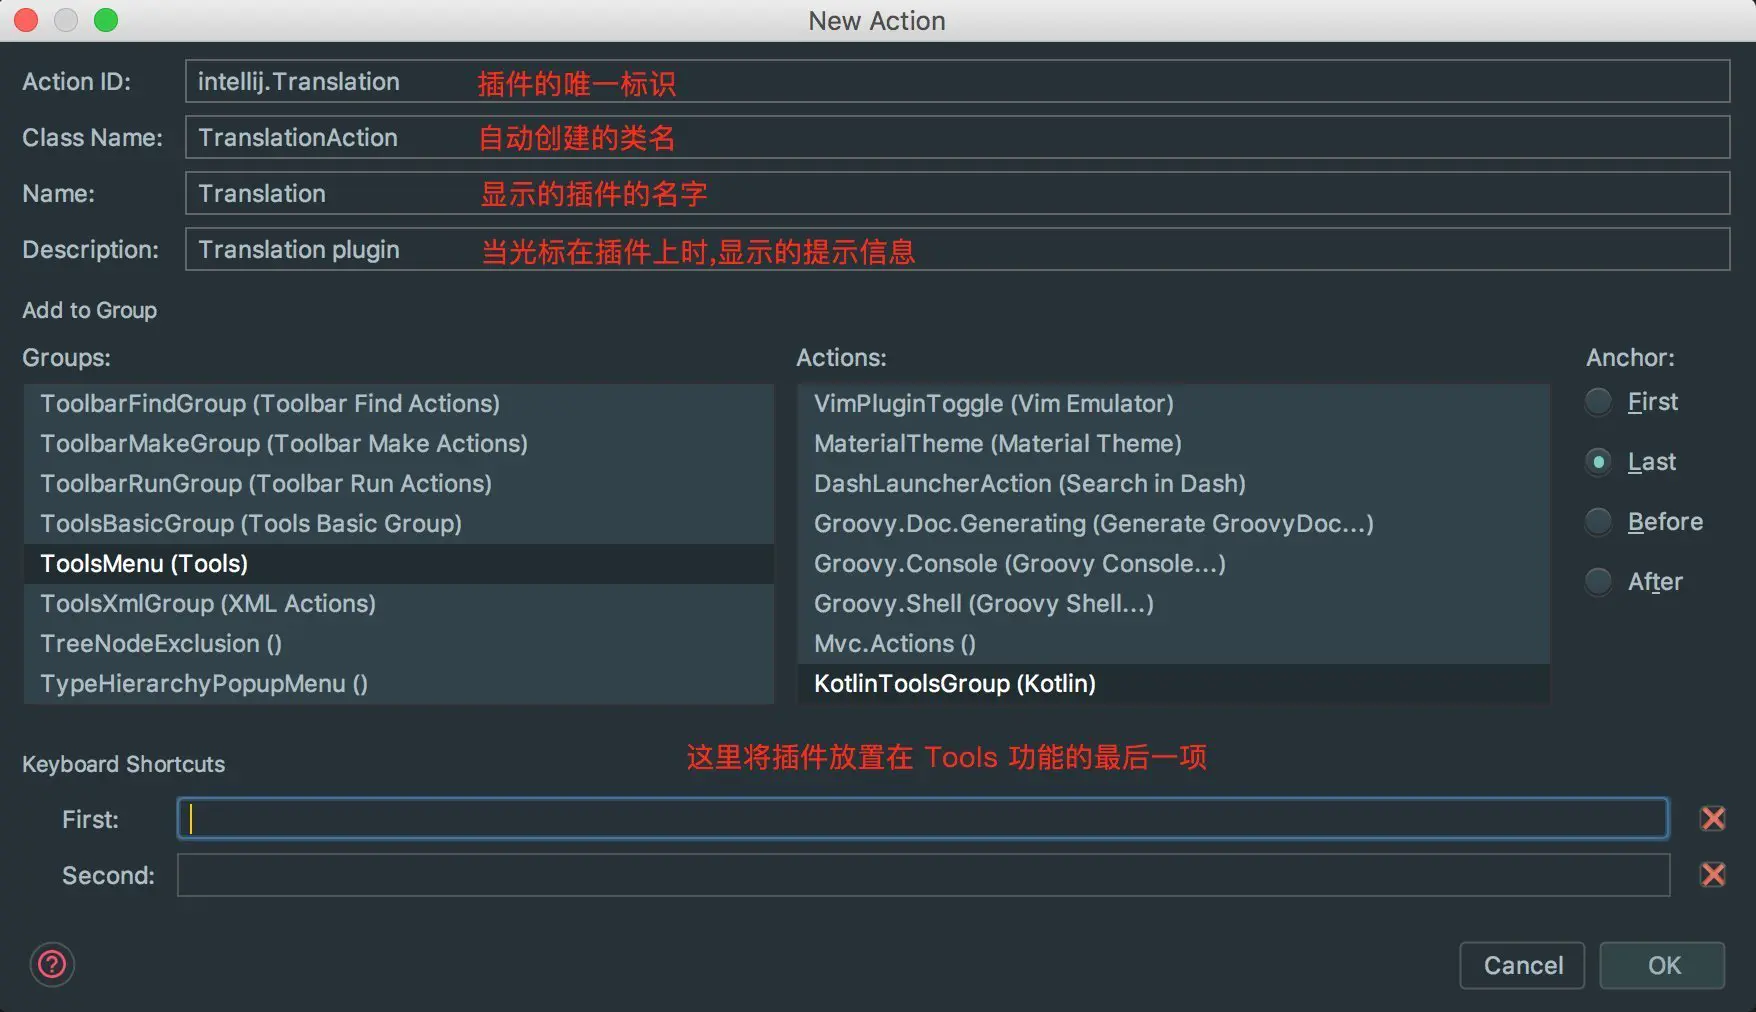 New Action
Action ID: intellij.Translation 插件的唯一标识
Class Name: TranslationAction 自动创建的类名
Name: Translation 显示的插件的名字
Description: Translation plugin 当光标在插件上时,显示的提示信息
Add to Group
Groups: Actions: Anchor:
ToolbarFindGroup (Toolbar Find Actions) VimPluginToggle (Vim Emulator) First
ToolbarMakeGroup (Toolbar Make Actions) MaterialTheme (Material Theme)
ToolbarRunGroup (Toolbar Run Actions) DashLauncherAction (Search in Dash) Last
ToolsBasicGroup (Tools Basic Group) Groovy.Doc.Generating (Generate GroovyDoc...) Before
ToolsMenu (Tools) Groovy.Console (Groovy Console...) After
ToolsXmlGroup (XML Actions) Groovy.Shell (Groovy Shell...)
TreeNodeExclusion () Mvc.Actions ()
TypeHierarchyPopupMenu () KotlinToolsGroup (Kotlin)
这里将插件放置在 Tools 功能的最后一项
Keyboard Shortcuts
First:
Second:
? Cancel OK